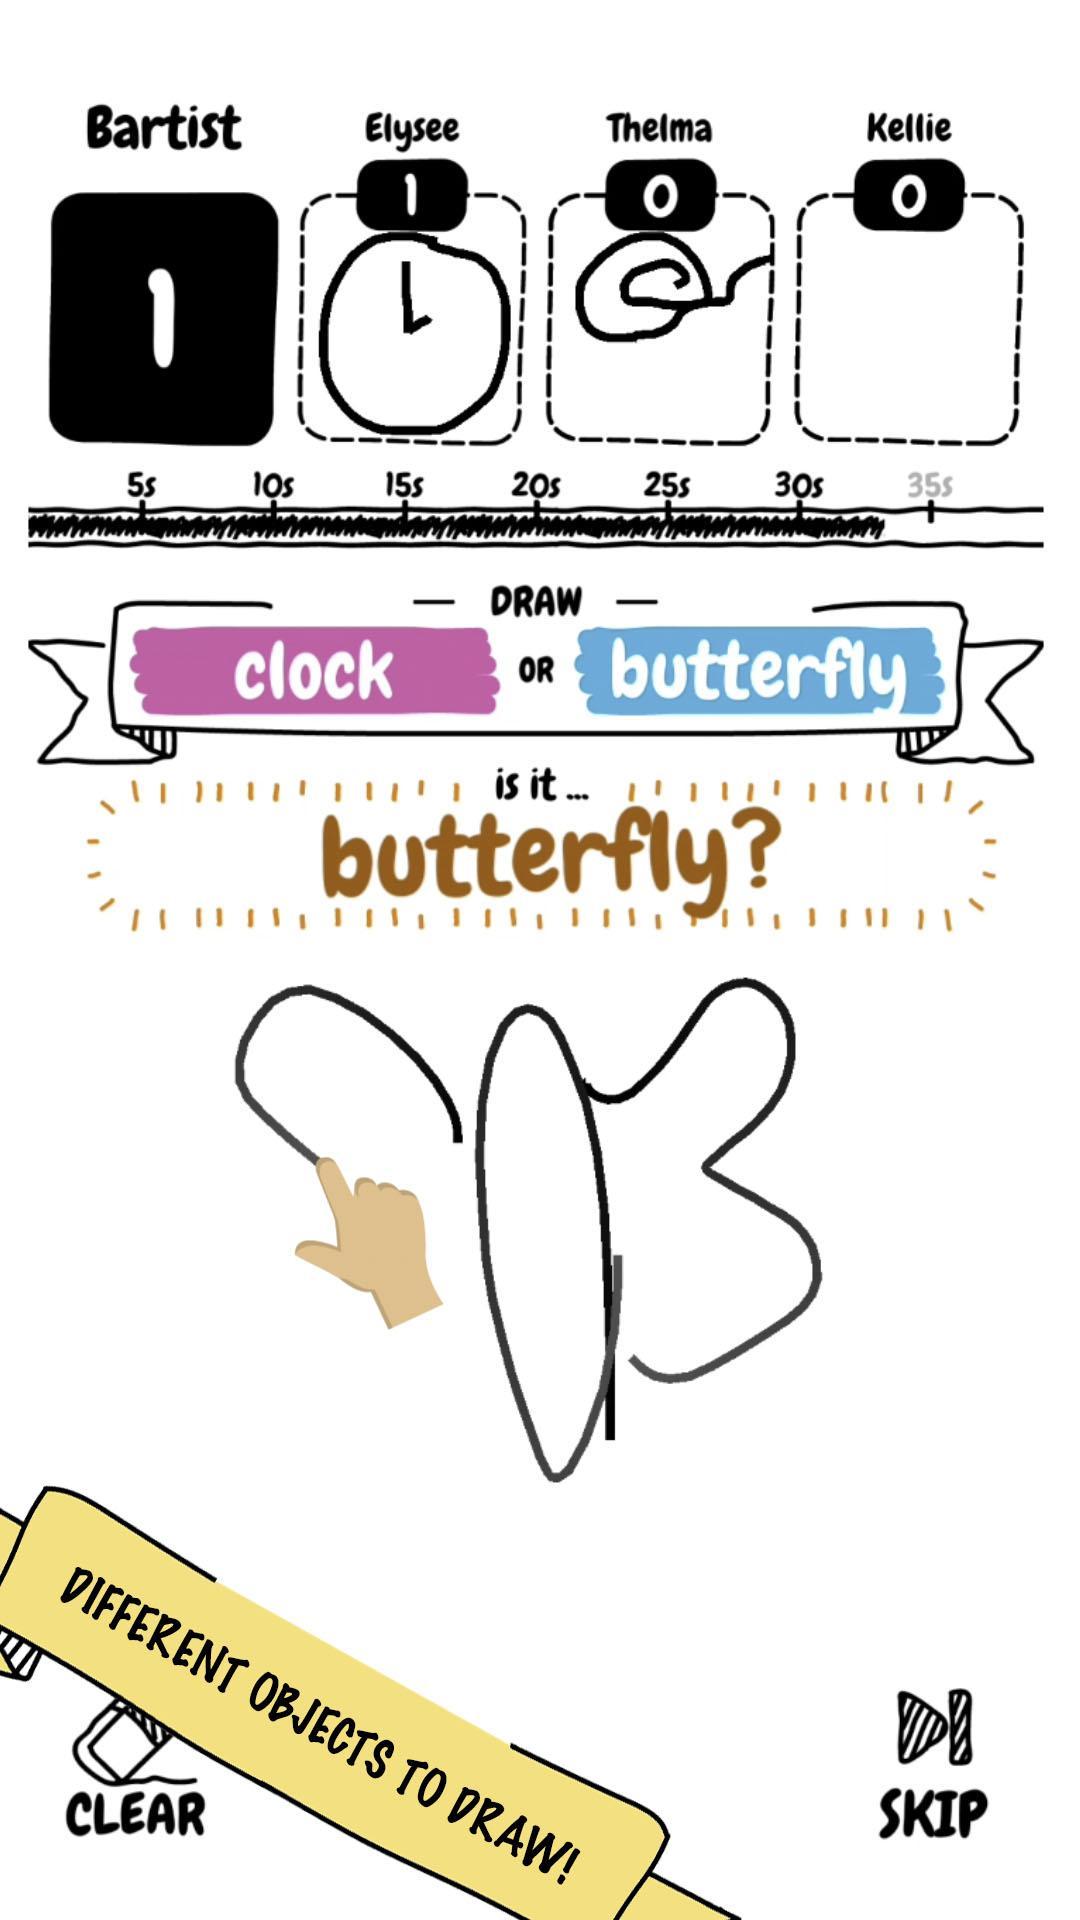 Bartist
Elysee
Thelma
Kellie
1
1
0
0
5s 10s 15s 20s 25s 30s 35s
DRAW
clock OR butterfly
is it ...
butterfly?
DIFFERENT OBJECTS TO DRAW!
CLEAR
SKIP